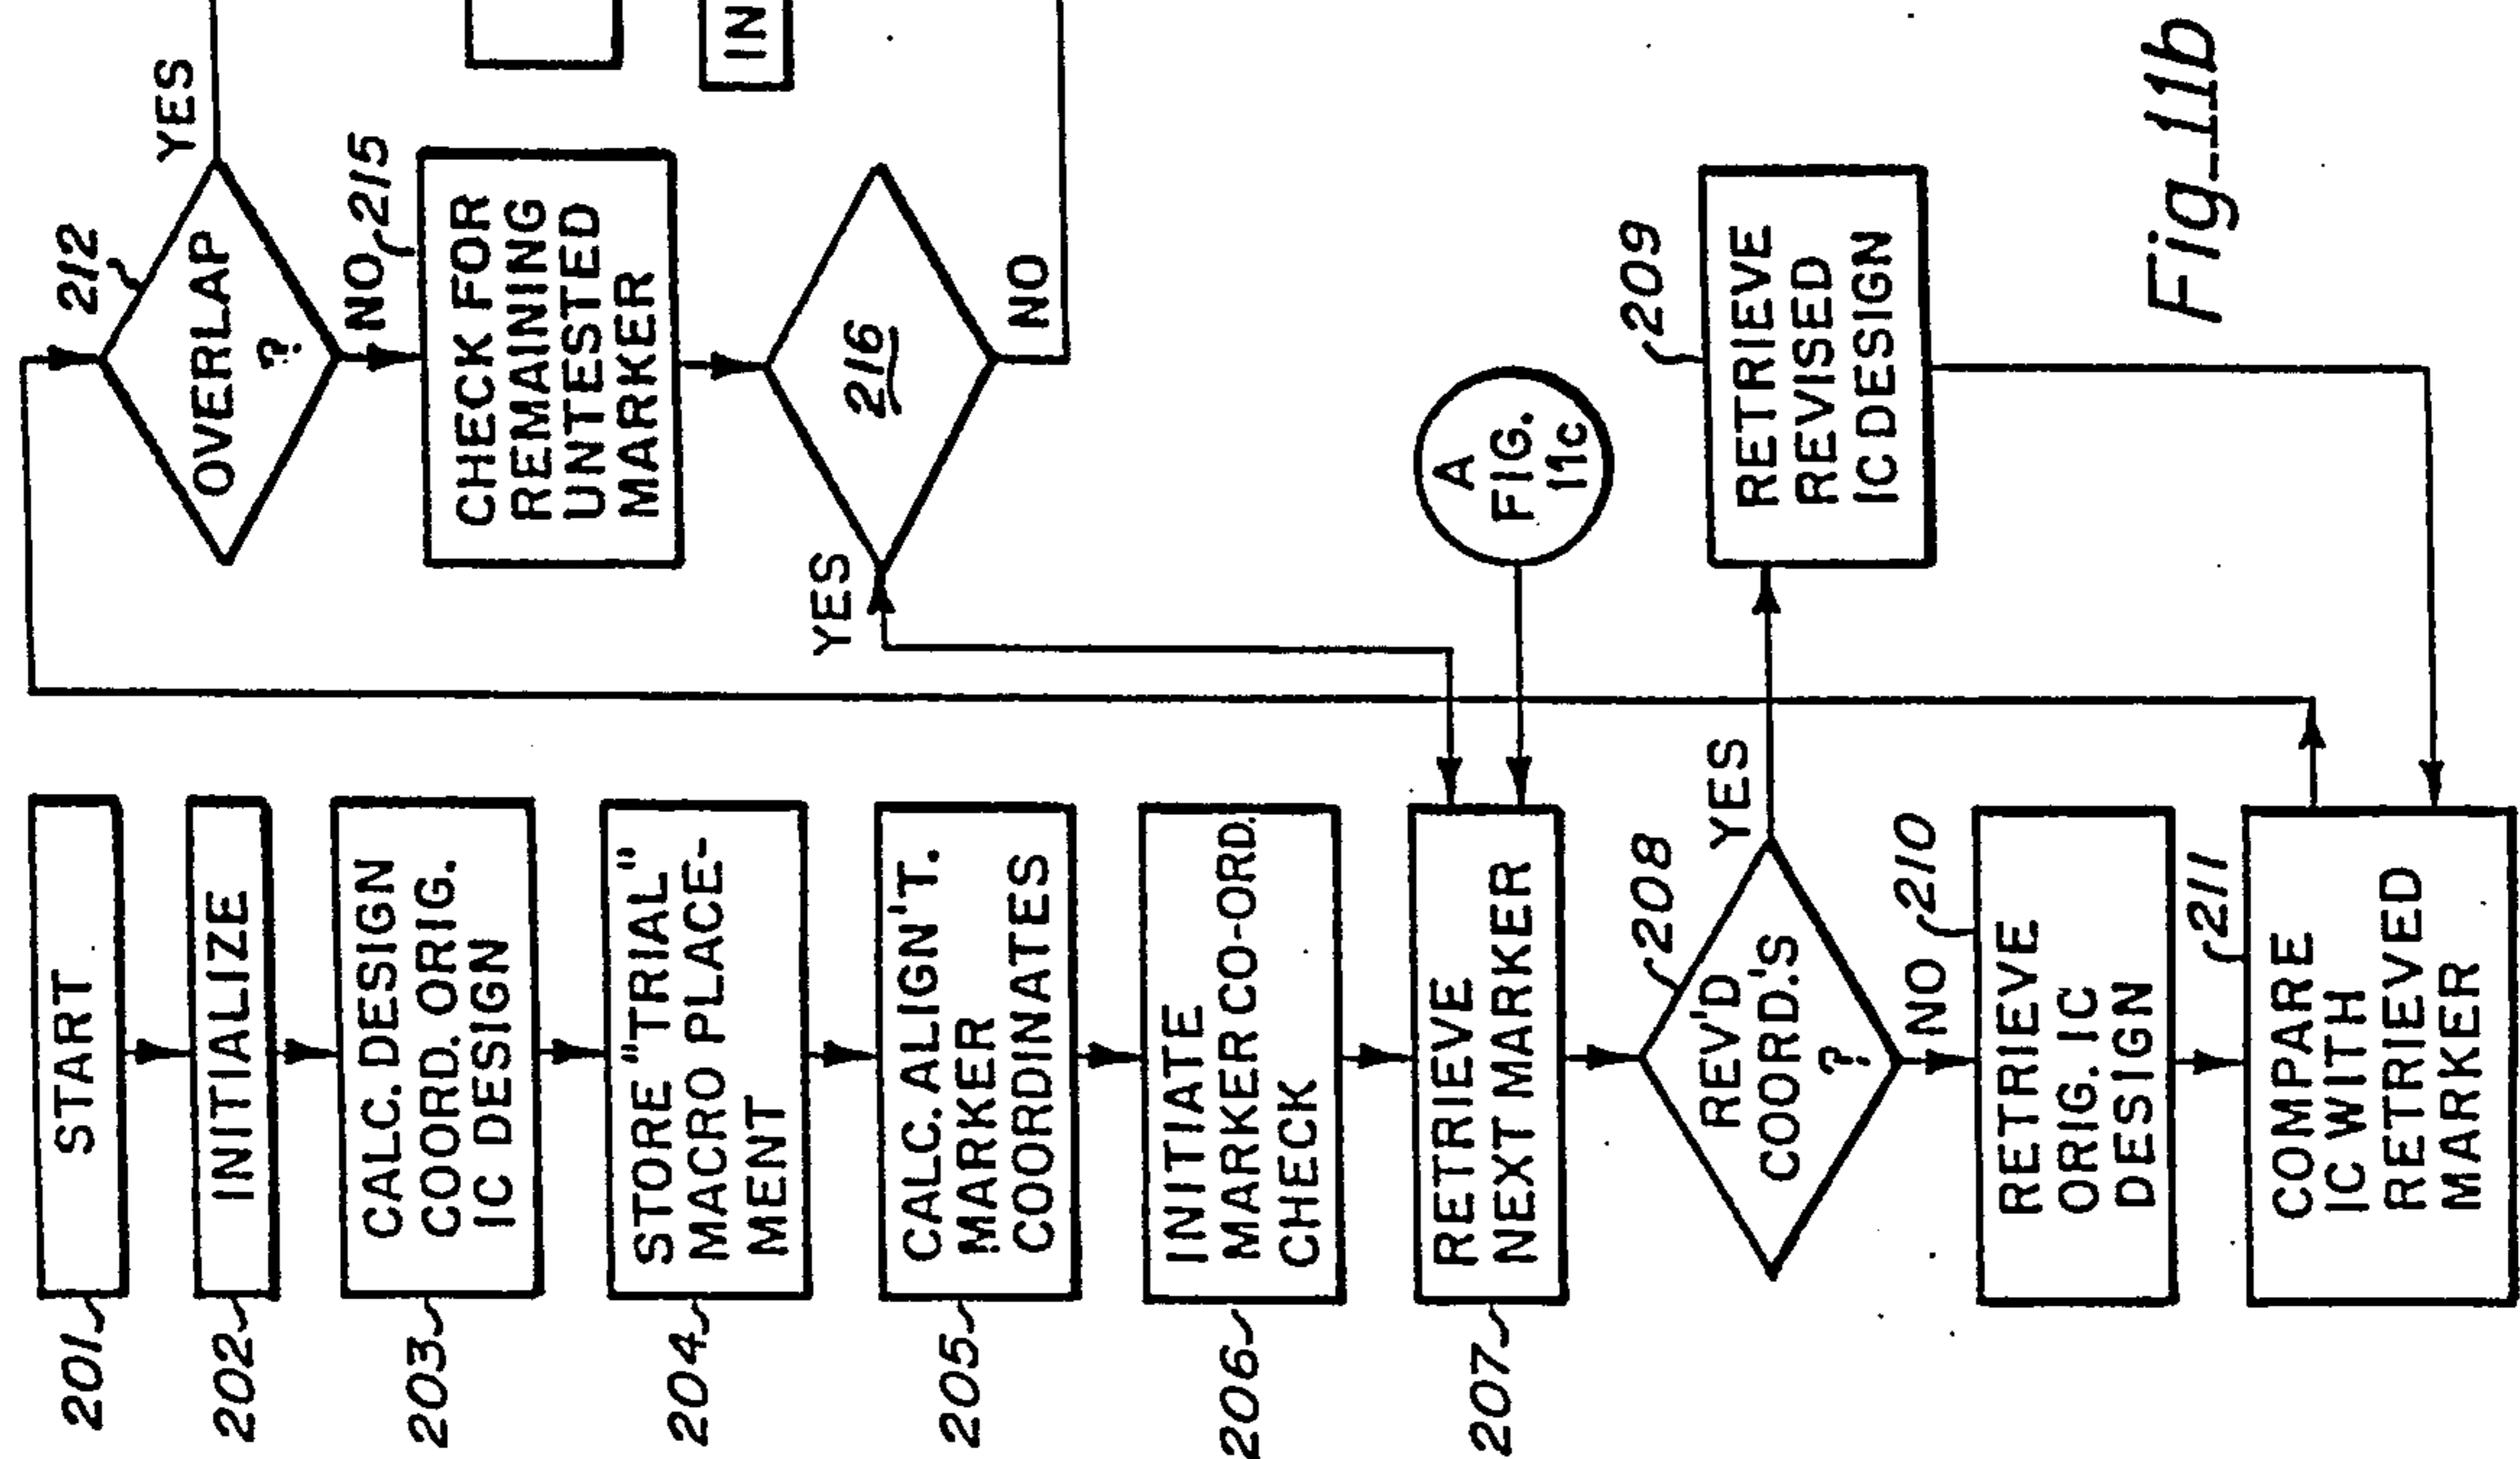 201
START
202
INITIALIZE
203
CALC. DESIGN
COORD. ORIG.
IC DESIGN
204
STORE "TRIAL"
MACRO PLACE-
MENT
205
CALC. ALIGN'T.
MARKER
COORDINATES
206
INITIATE
MARKER CO-ORD.
CHECK
207
RETRIEVE
NEXT MARKER
208
REV'D
COORD.'S
?
YES
NO
210
RETRIEVE
ORIG. IC
DESIGN
211
COMPARE
IC WITH
RETRIEVED
MARKER
212
OVERLAP
?
YES
NO
215
CHECK FOR
REMAINING
UNTESTED
MARKER
YES
216
NO
A
FIG.
11c
209
RETRIEVE
REVISED
IC DESIGN
IN
Fig_11b